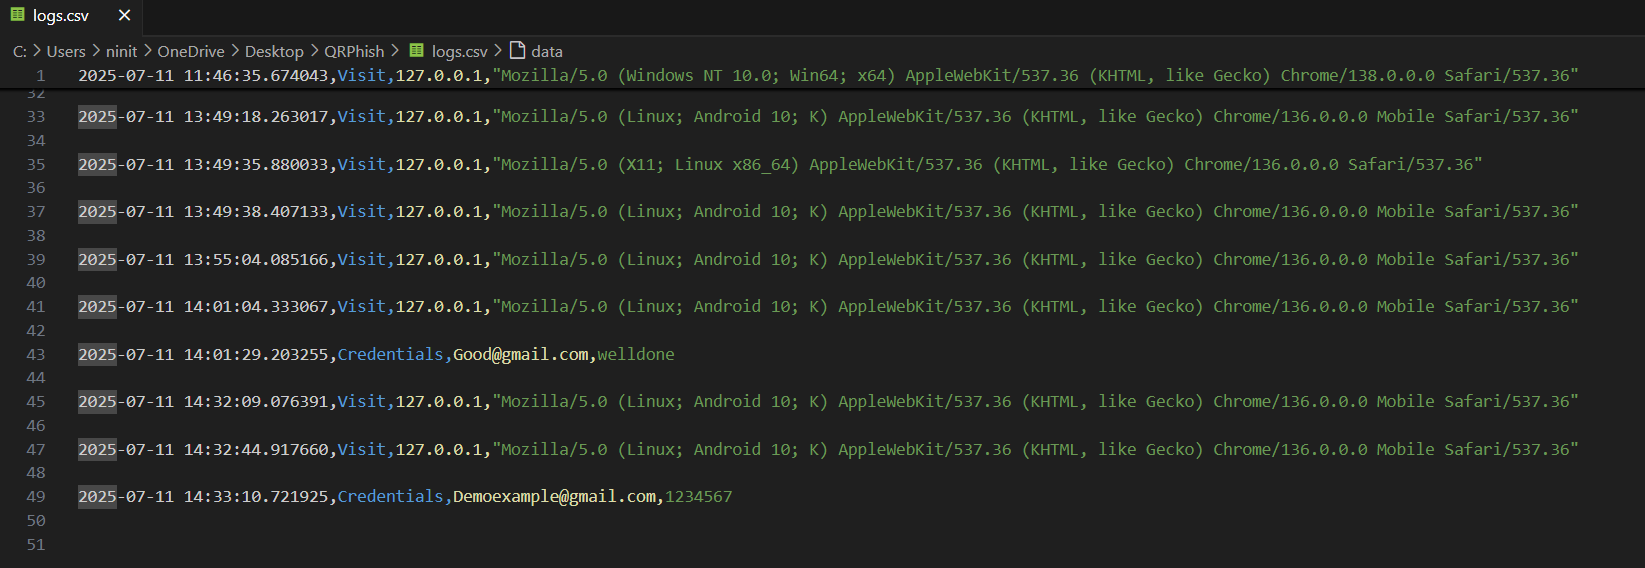 logs.csv
C: > Users > ninit > OneDrive > Desktop > QRPhish > logs.csv > data
1 2025-07-11 11:46:35.674043,Visit,127.0.0.1,"Mozilla/5.0 (Windows NT 10.0; Win64; x64) AppleWebKit/537.36 (KHTML, like Gecko) Chrome/138.0.0.0 Safari/537.36"
32
33 2025-07-11 13:49:18.263017,Visit,127.0.0.1,"Mozilla/5.0 (Linux; Android 10; K) AppleWebKit/537.36 (KHTML, like Gecko) Chrome/136.0.0.0 Mobile Safari/537.36"
34
35 2025-07-11 13:49:35.880033,Visit,127.0.0.1,"Mozilla/5.0 (X11; Linux x86_64) AppleWebKit/537.36 (KHTML, like Gecko) Chrome/136.0.0.0 Safari/537.36"
36
37 2025-07-11 13:49:38.407133,Visit,127.0.0.1,"Mozilla/5.0 (Linux; Android 10; K) AppleWebKit/537.36 (KHTML, like Gecko) Chrome/136.0.0.0 Mobile Safari/537.36"
38
39 2025-07-11 13:55:04.085166,Visit,127.0.0.1,"Mozilla/5.0 (Linux; Android 10; K) AppleWebKit/537.36 (KHTML, like Gecko) Chrome/136.0.0.0 Mobile Safari/537.36"
40
41 2025-07-11 14:01:04.333067,Visit,127.0.0.1,"Mozilla/5.0 (Linux; Android 10; K) AppleWebKit/537.36 (KHTML, like Gecko) Chrome/136.0.0.0 Mobile Safari/537.36"
42
43 2025-07-11 14:01:29.203255,Credentials,Good@gmail.com,welldone
44
45 2025-07-11 14:32:09.076391,Visit,127.0.0.1,"Mozilla/5.0 (Linux; Android 10; K) AppleWebKit/537.36 (KHTML, like Gecko) Chrome/136.0.0.0 Mobile Safari/537.36"
46
47 2025-07-11 14:32:44.917660,Visit,127.0.0.1,"Mozilla/5.0 (Linux; Android 10; K) AppleWebKit/537.36 (KHTML, like Gecko) Chrome/136.0.0.0 Mobile Safari/537.36"
48
49 2025-07-11 14:33:10.721925,Credentials,Demoexample@gmail.com,1234567
50
51